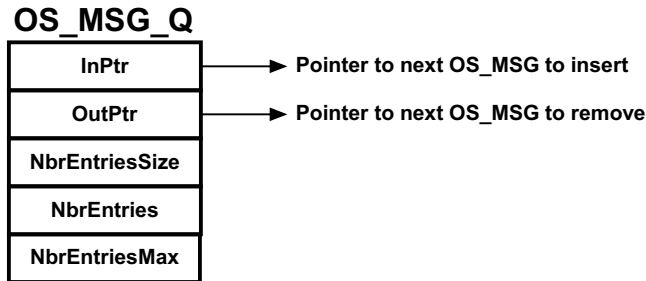 OS_MSG_Q
InPtr
Pointer to next OS_MSG to insert
OutPtr
Pointer to next OS_MSG to remove
NbrEntriesSize
NbrEntries
NbrEntriesMax